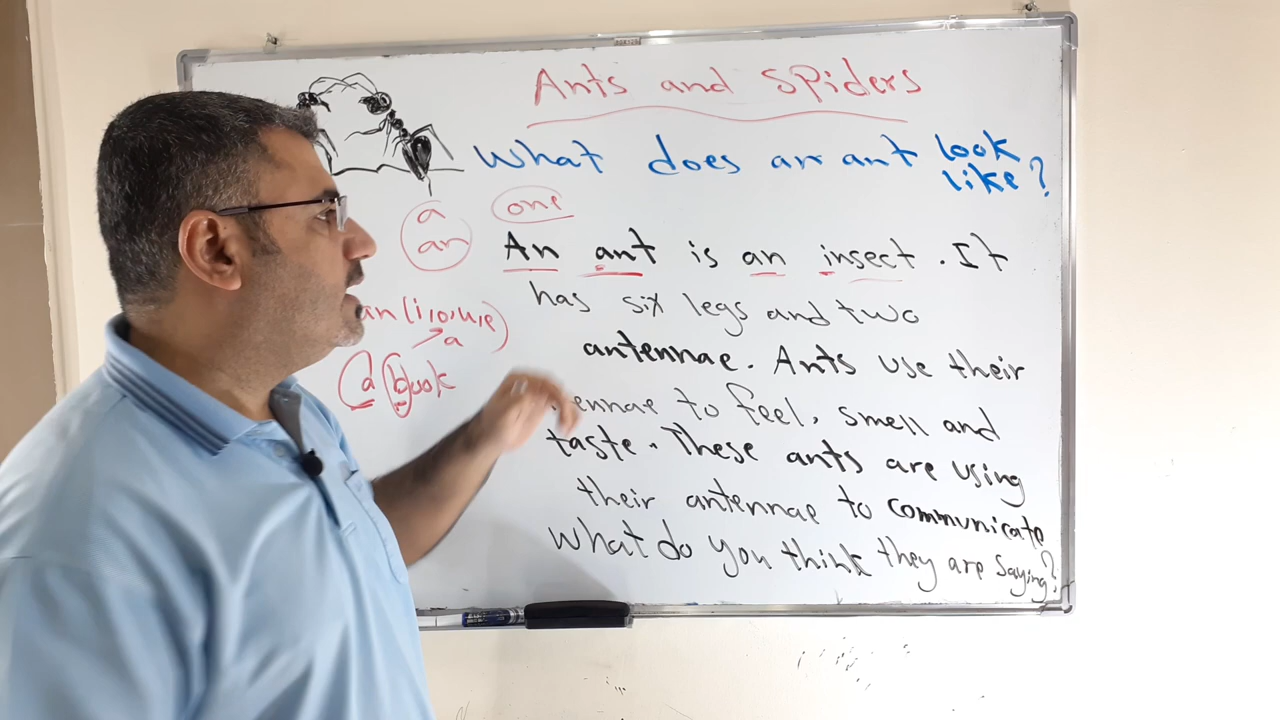 Ants and Spiders
What does an ant look
like?
a
an
one
An ant is an insect. It
has six legs and two
antennae. Ants use their
ennae to feel, smell and
taste. These ants are using
their antennae to communicate
What do you think they are saying?
an (i,o,u,e)
a
a book